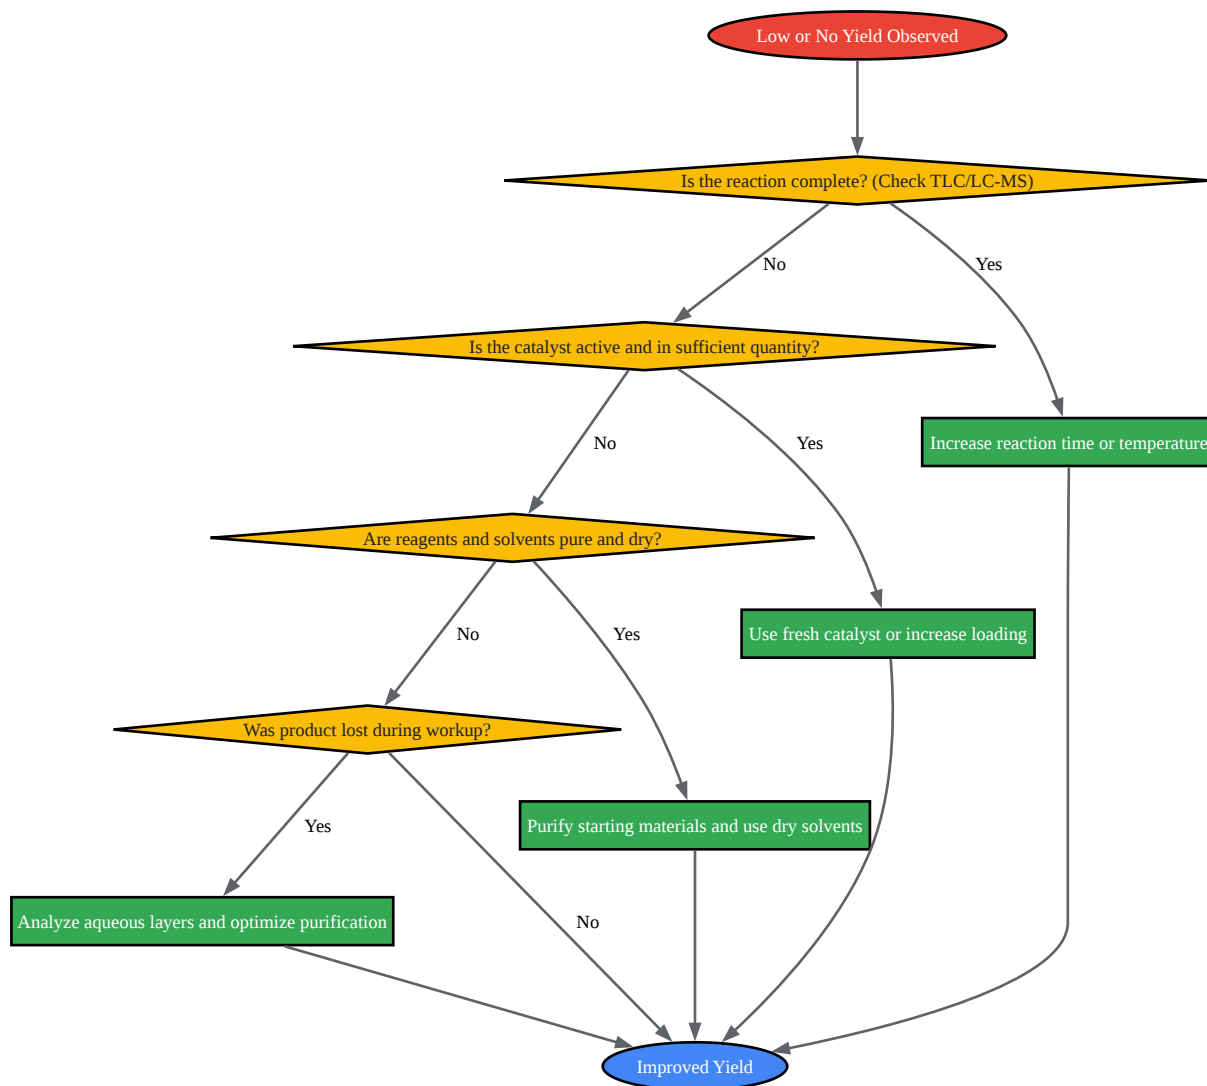 Low or No Yield Observed
Is the reaction complete? (Check TLC/LC-MS)
No
Yes
Is the catalyst active and in sufficient quantity?
Increase reaction time or temperature
No
Yes
Are reagents and solvents pure and dry?
Use fresh catalyst or increase loading
No
Yes
Was product lost during workup?
Purify starting materials and use dry solvents
Yes
Analyze aqueous layers and optimize purification
No
Improved Yield